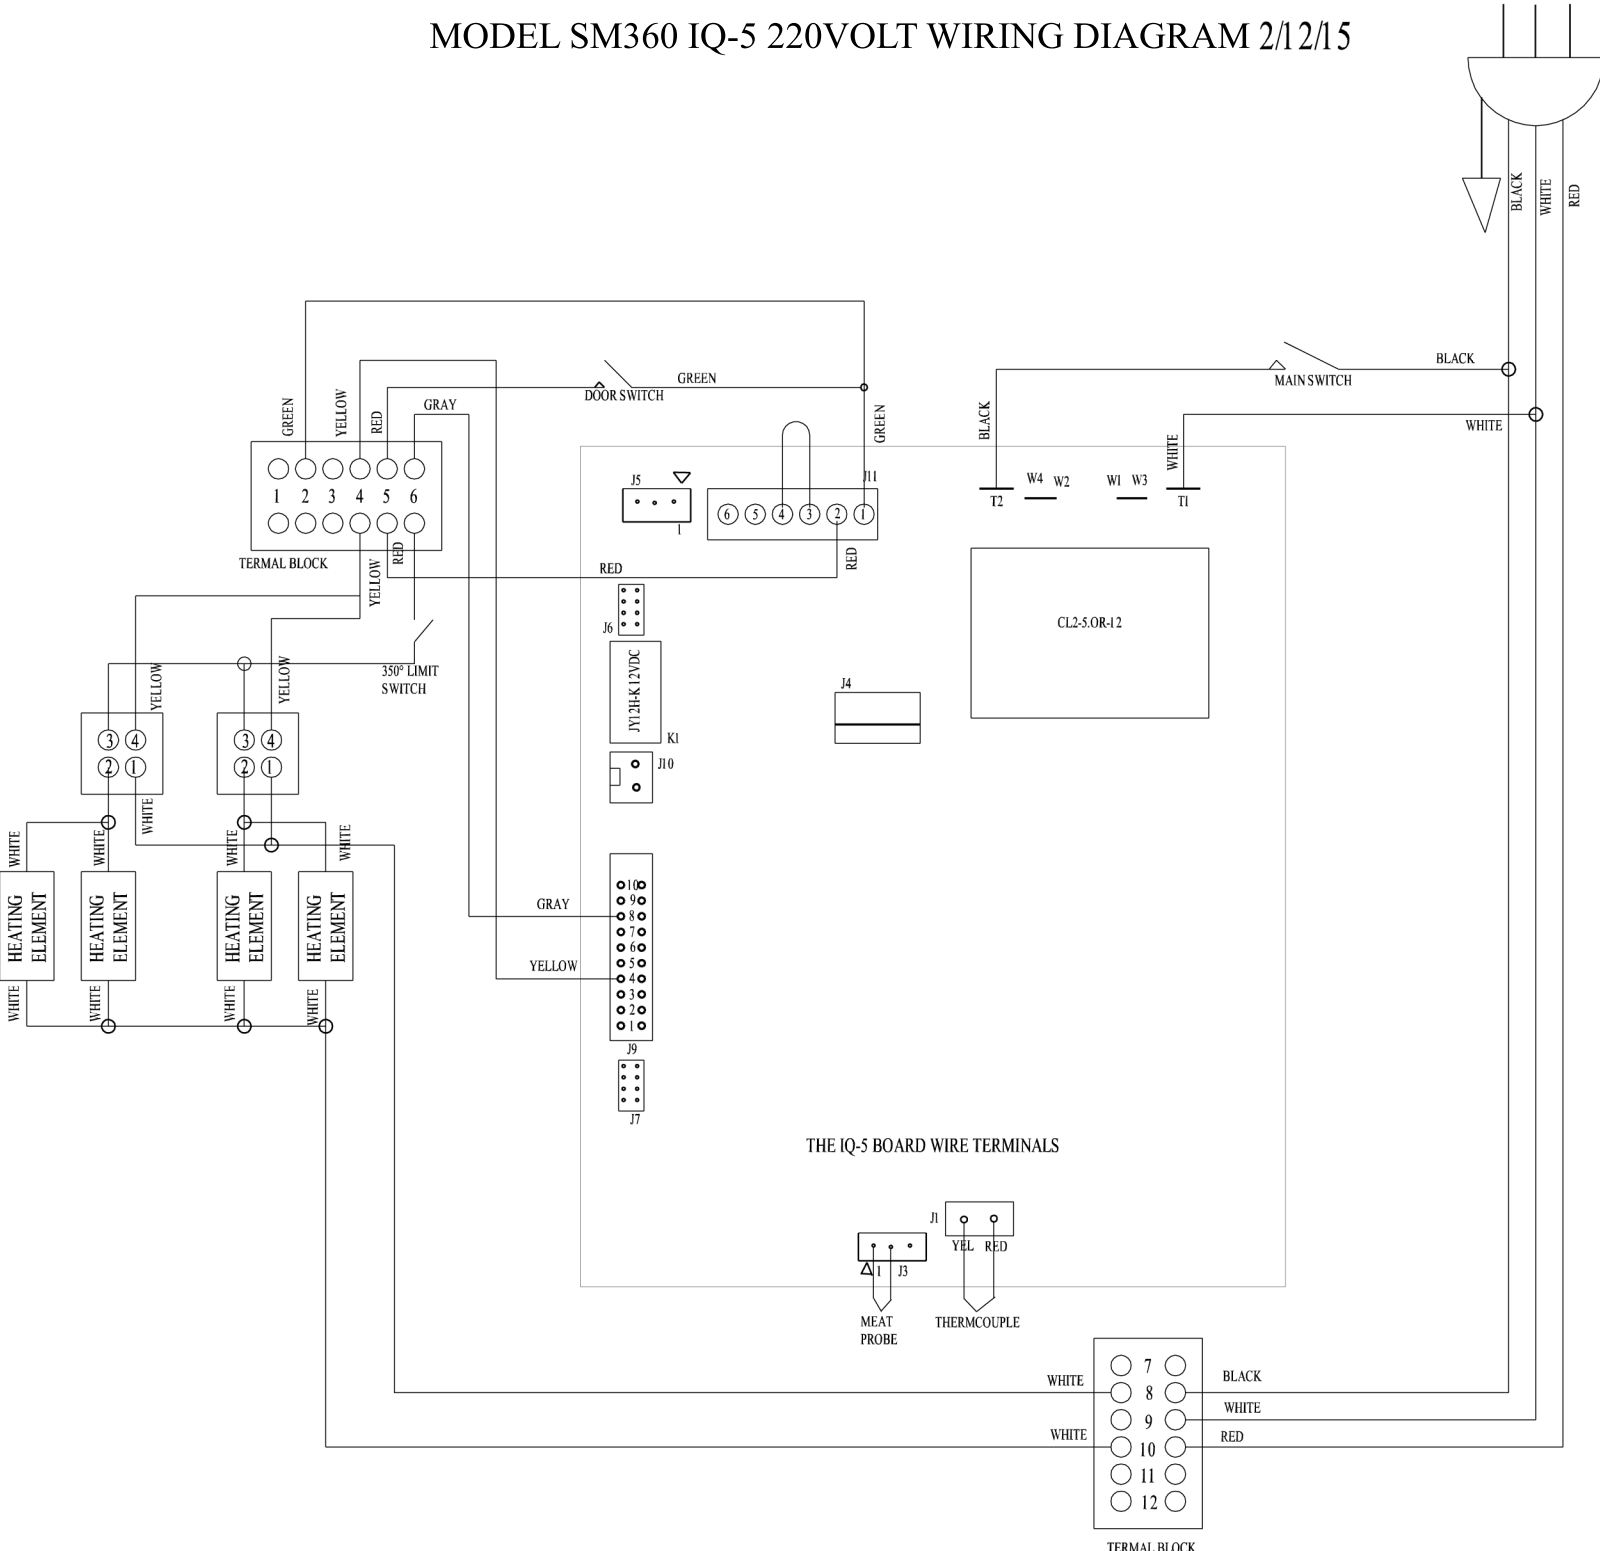 MODEL SM360 IQ-5 220VOLT WIRING DIAGRAM 2/12/15
BLACK
WHITE
RED
BLACK
MAIN SWITCH
WHITE
BLACK
WHITE
GREEN
DOOR SWITCH
GREEN
GREEN
YELLOW
RED
GRAY
1 2 3 4 5 6
TERMAL BLOCK
YELLOW
RED
RED
RED
J5
1
J11
6 5 4 3 2 1
T2
W4
W2
W1
W3
T1
CL2-5.OR-12
J6
JY12H-K 12VDC
K1
J4
J10
350° LIMIT
SWITCH
YELLOW
YELLOW
3 4
2 1
3 4
2 1
WHITE
WHITE
WHITE
WHITE
WHITE
HEATING
ELEMENT
HEATING
ELEMENT
HEATING
ELEMENT
HEATING
ELEMENT
WHITE
WHITE
WHITE
WHITE
GRAY
YELLOW
10
9
8
7
6
5
4
3
2
1
J9
J7
THE IQ-5 BOARD WIRE TERMINALS
J1
YEL RED
1 J3
MEAT
PROBE
THERMCOUPLE
WHITE
WHITE
7
8
9
10
11
12
BLACK
WHITE
RED
TERMAL BLOCK